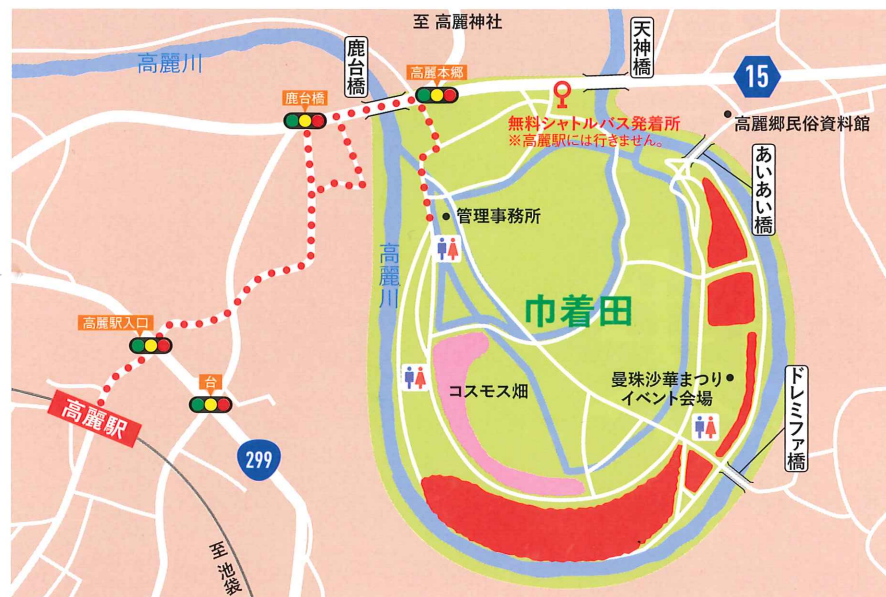 至 高麗神社
高麗川
鹿台橋
高麗本郷
天神橋
15
鹿台橋
無料シャトルバス発着所
※高麗駅には行きません。
高麗郷民俗資料館
あいあい橋
管理事務所
高麗川
巾着田
高麗駅入口
台
コスモス畑
曼珠沙華まつり
イベント会場
ドレミファ橋
高麗駅
299
至 池袋